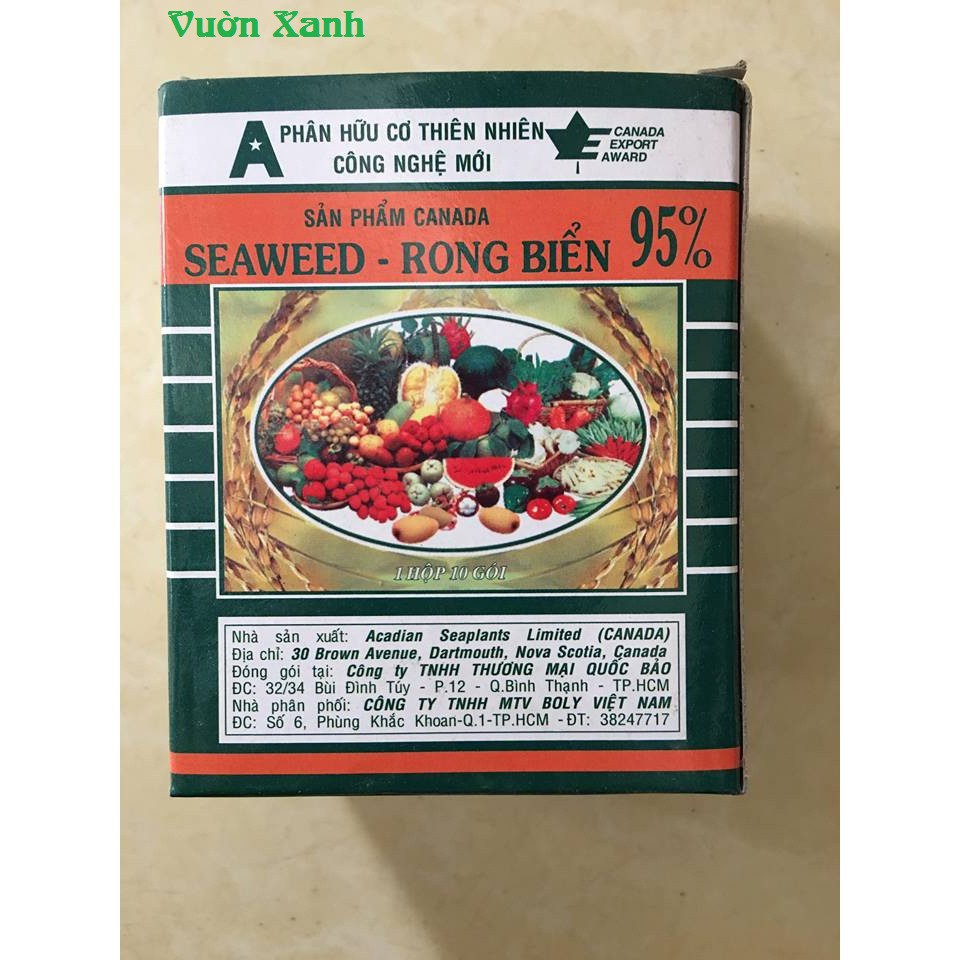 Vườn Xanh
A PHÂN HỮU CƠ THIÊN NHIÊN
CÔNG NGHỆ MỚI
CANADA
EXPORT
AWARD
SẢN PHẨM CANADA
SEAWEED - RONG BIỂN 95%
1 HỘP 10 GÓI
Nhà sản xuất: Acadian Seaplants Limited (CANADA)
Địa chỉ: 30 Brown Avenue, Dartmouth, Nova Scotia, Canada
Đóng gói tại: Công ty TNHH THƯƠNG MẠI QUỐC BẢO
ĐC: 32/34 Bùi Đình Túy - P.12 - Q.Bình Thạnh - TP.HCM
Nhà phân phối: CÔNG TY TNHH MTV BOLY VIỆT NAM
ĐC: Số 6, Phùng Khắc Khoan-Q.1-TP.HCM -ĐT: 38247717